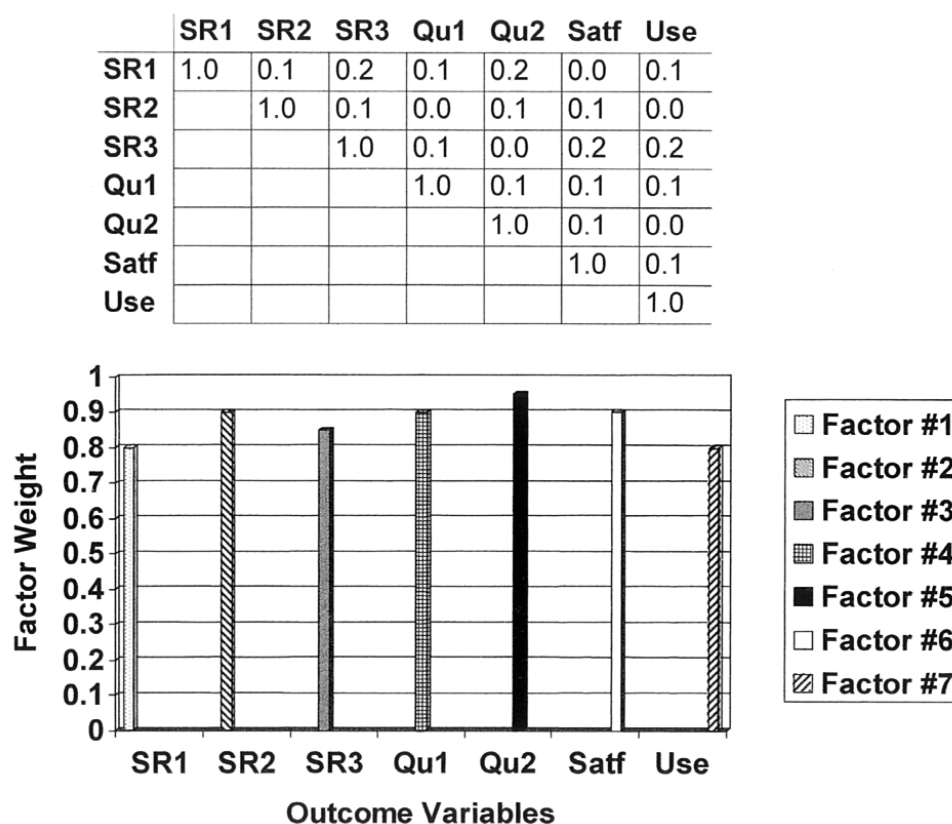 SR1 SR2 SR3 Qu1 Qu2 Satf Use
SR1 1.0 0.1 0.2 0.1 0.2 0.0 0.1
SR2 1.0 0.1 0.0 0.1 0.1 0.0
SR3 1.0 0.1 0.0 0.2 0.2
Qu1 1.0 0.1 0.1 0.1
Qu2 1.0 0.1 0.0
Satf 1.0 0.1
Use 1.0
1
0.9
0.8
0.7
0.6
0.5
0.4
0.3
0.2
0.1
0
Factor Weight
SR1 SR2 SR3 Qu1 Qu2 Satf Use
Outcome Variables
Factor #1
Factor #2
Factor #3
Factor #4
Factor #5
Factor #6
Factor #7